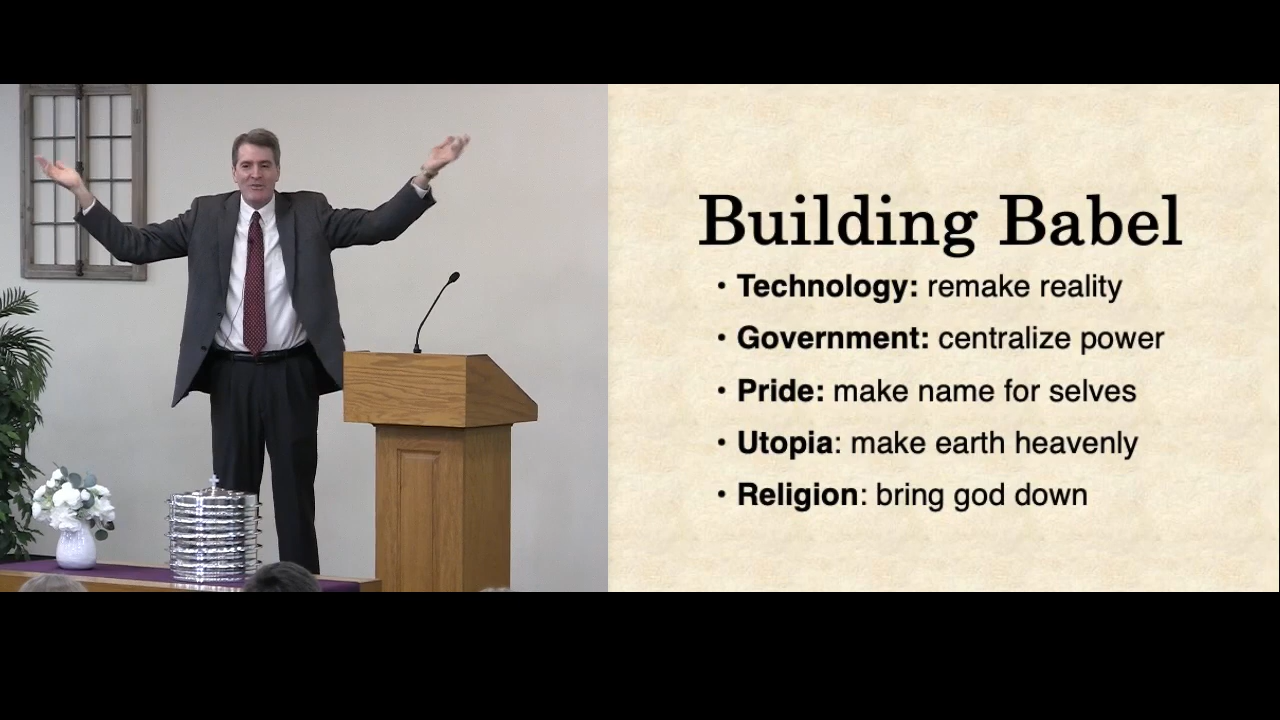 Building Babel
• Technology: remake reality
• Government: centralize power
• Pride: make name for selves
• Utopia: make earth heavenly
• Religion: bring god down